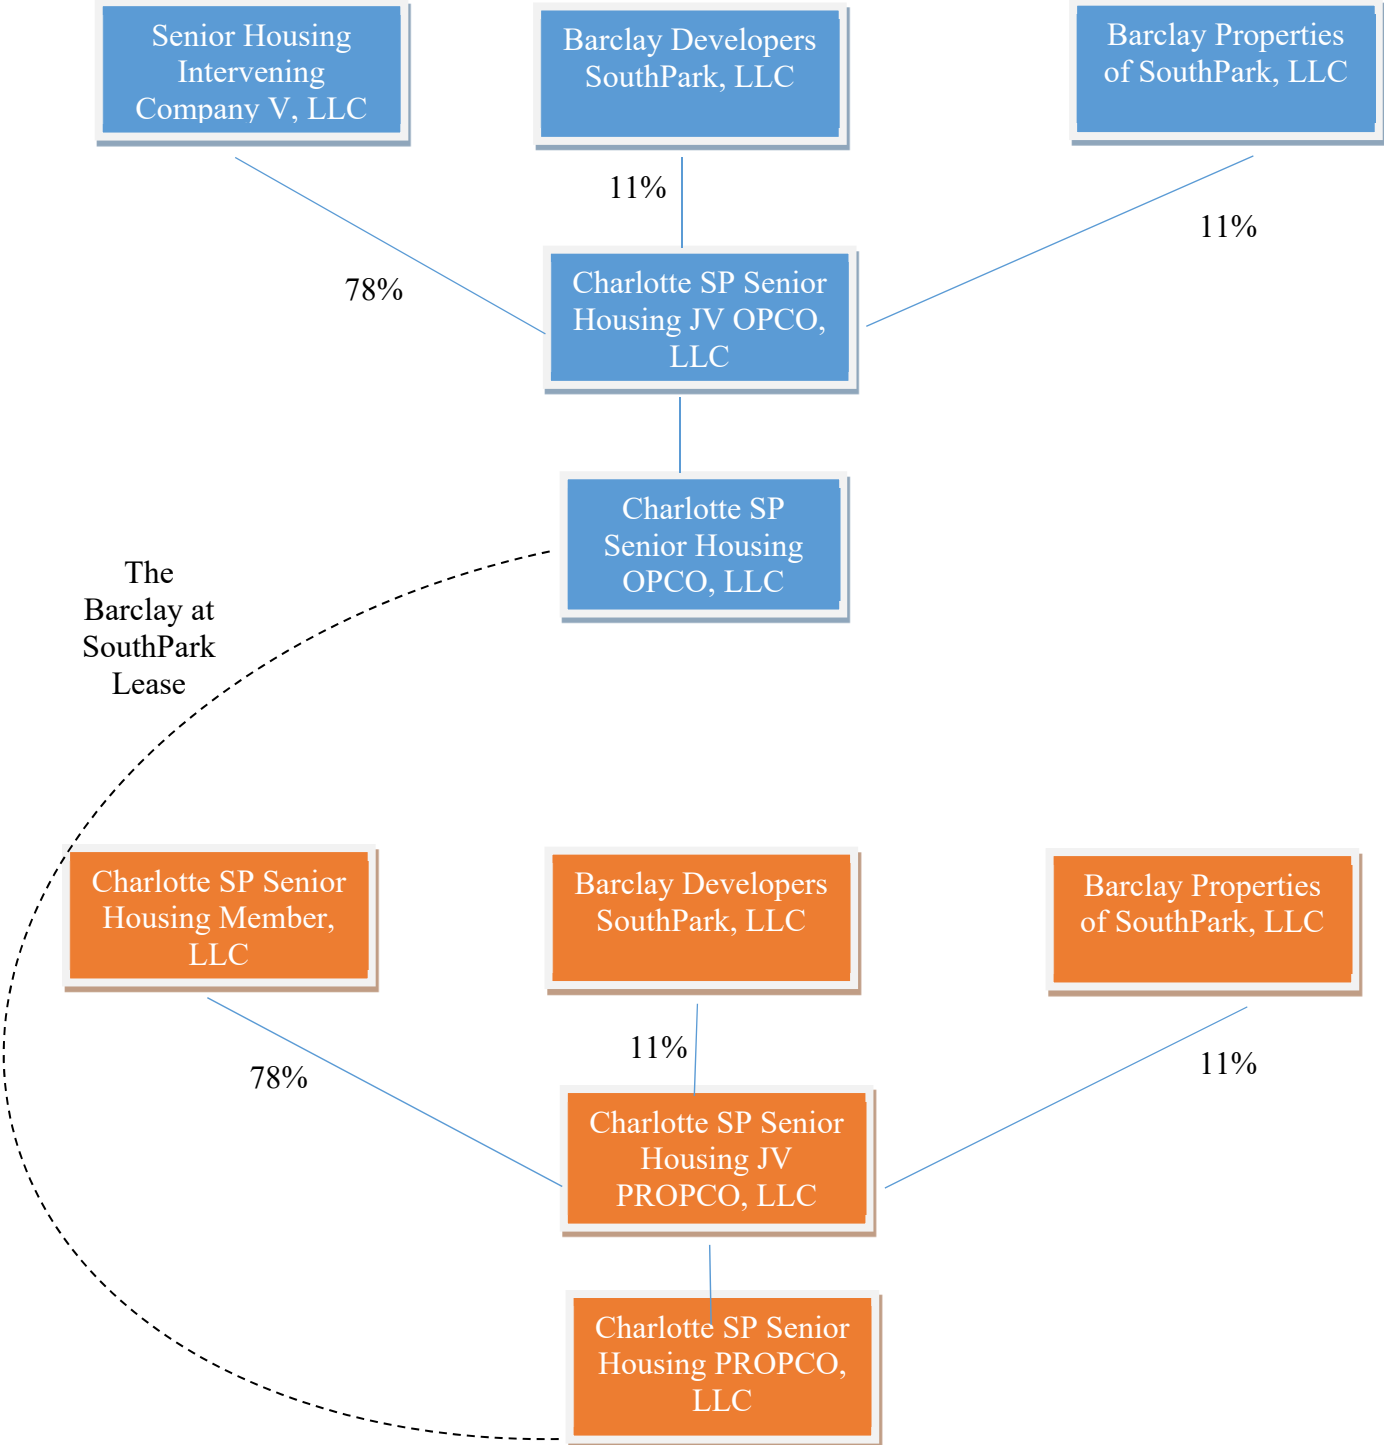 Senior Housing
Intervening
Company V, LLC
Barclay Developers
SouthPark, LLC
Barclay Properties
of SouthPark, LLC
11%
11%
78%
Charlotte SP Senior
Housing JV OPCO,
LLC
Charlotte SP
Senior Housing
OPCO, LLC
The
Barclay at
SouthPark
Lease
Charlotte SP Senior
Housing Member,
LLC
Barclay Developers
SouthPark, LLC
Barclay Properties
of SouthPark, LLC
11%
11%
78%
Charlotte SP Senior
Housing JV
PROPCO, LLC
Charlotte SP Senior
Housing PROPCO,
LLC